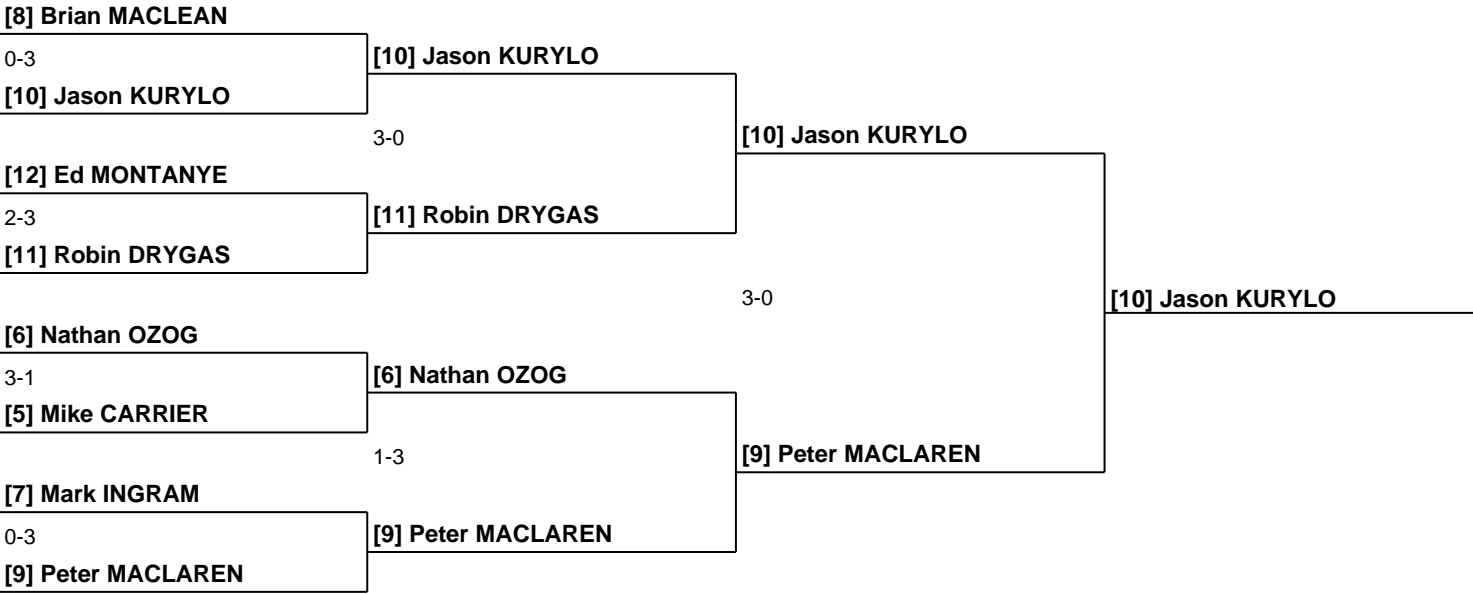 [8] Brian MACLEAN
0-3
[10] Jason KURYLO
[10] Jason KURYLO
3-0
[10] Jason KURYLO
[12] Ed MONTANYE
2-3
[11] Robin DRYGAS
[11] Robin DRYGAS
3-0
[10] Jason KURYLO
[6] Nathan OZOG
3-1
[6] Nathan OZOG
[5] Mike CARRIER
1-3
[9] Peter MACLAREN
[7] Mark INGRAM
0-3
[9] Peter MACLAREN
[9] Peter MACLAREN